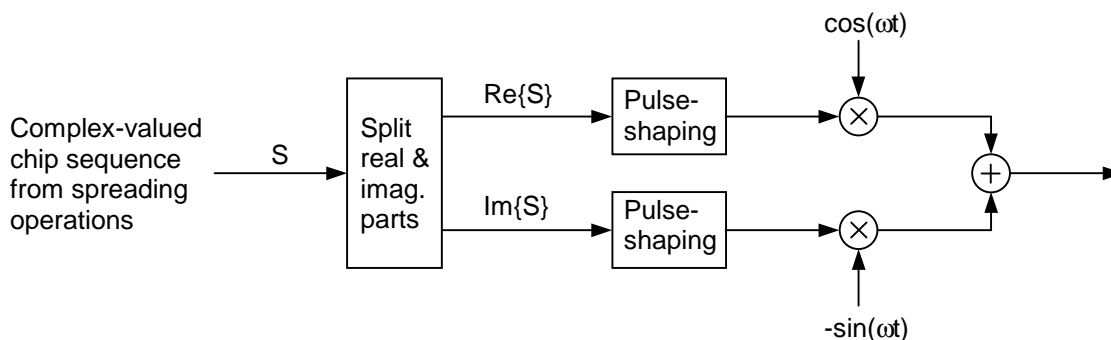 cos(ωt)
Complex-valued
chip sequence
from spreading
operations
S
Split
real &
imag.
parts
Re{S}
Pulse-
shaping
×
Im{S}
Pulse-
shaping
×
+
-sin(ωt)